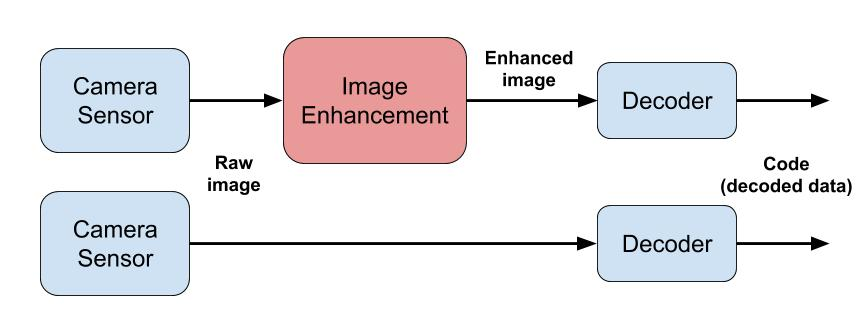 Camera
Sensor
Image
Enhancement
Enhanced
image
Decoder
Raw
image
Code
(decoded data)
Camera
Sensor
Decoder